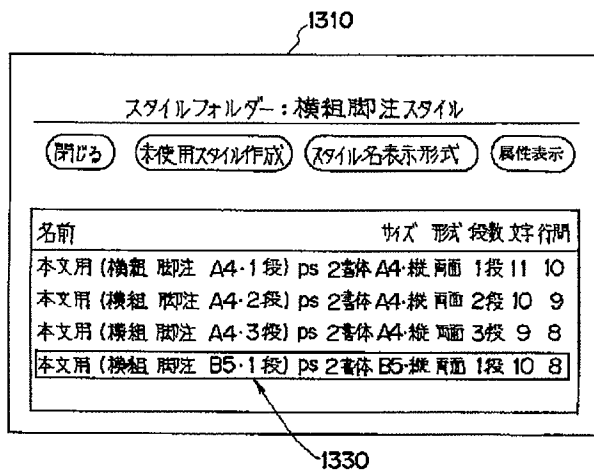 1310
スタイルフォルダー：横組脚注スタイル
閉じる 未使用スタイル作成 スタイル名表示形式 属性表示
名前 サイズ 形式 段数 文字 行間
本文用 (横組 脚注 A4・1段) ps 2書体 A4・縦 両面 1段 11 10
本文用 (横組 脚注 A4・2段) ps 2書体 A4・縦 両面 2段 10 9
本文用 (横組 脚注 A4・3段) ps 2書体 A4・縦 両面 3段 9 8
本文用 (横組 脚注 B5・1段) ps 2書体 B5・縦 両面 1段 10 8
1330